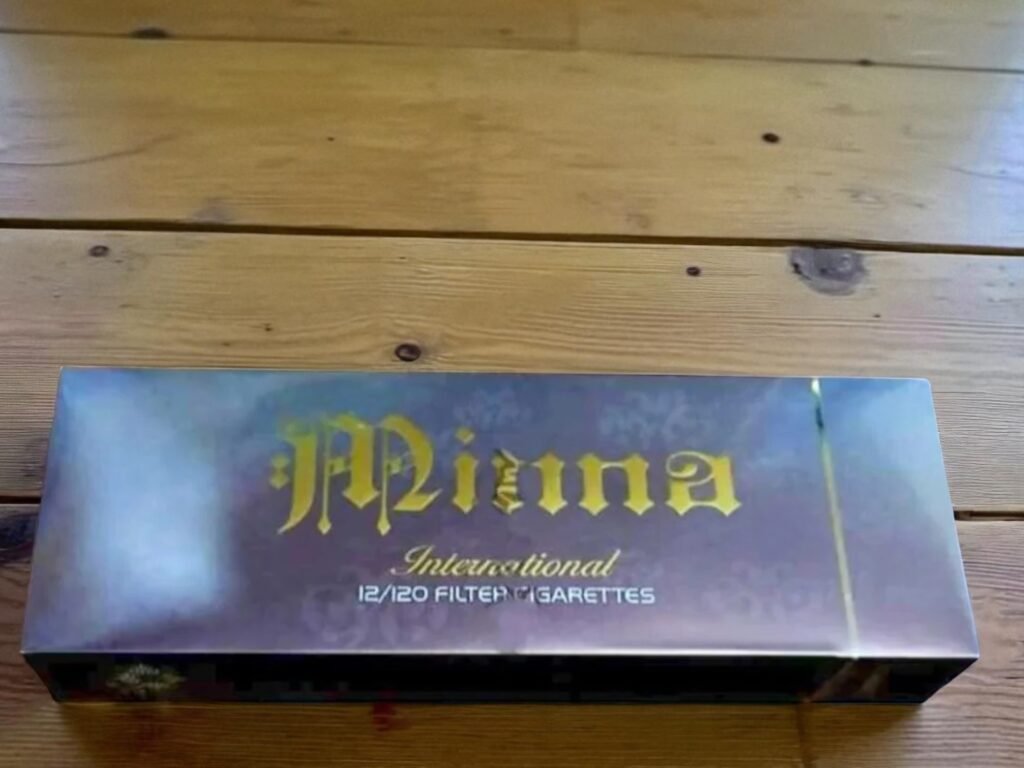 Minna
International
12/120 FILTER CIGARETTES